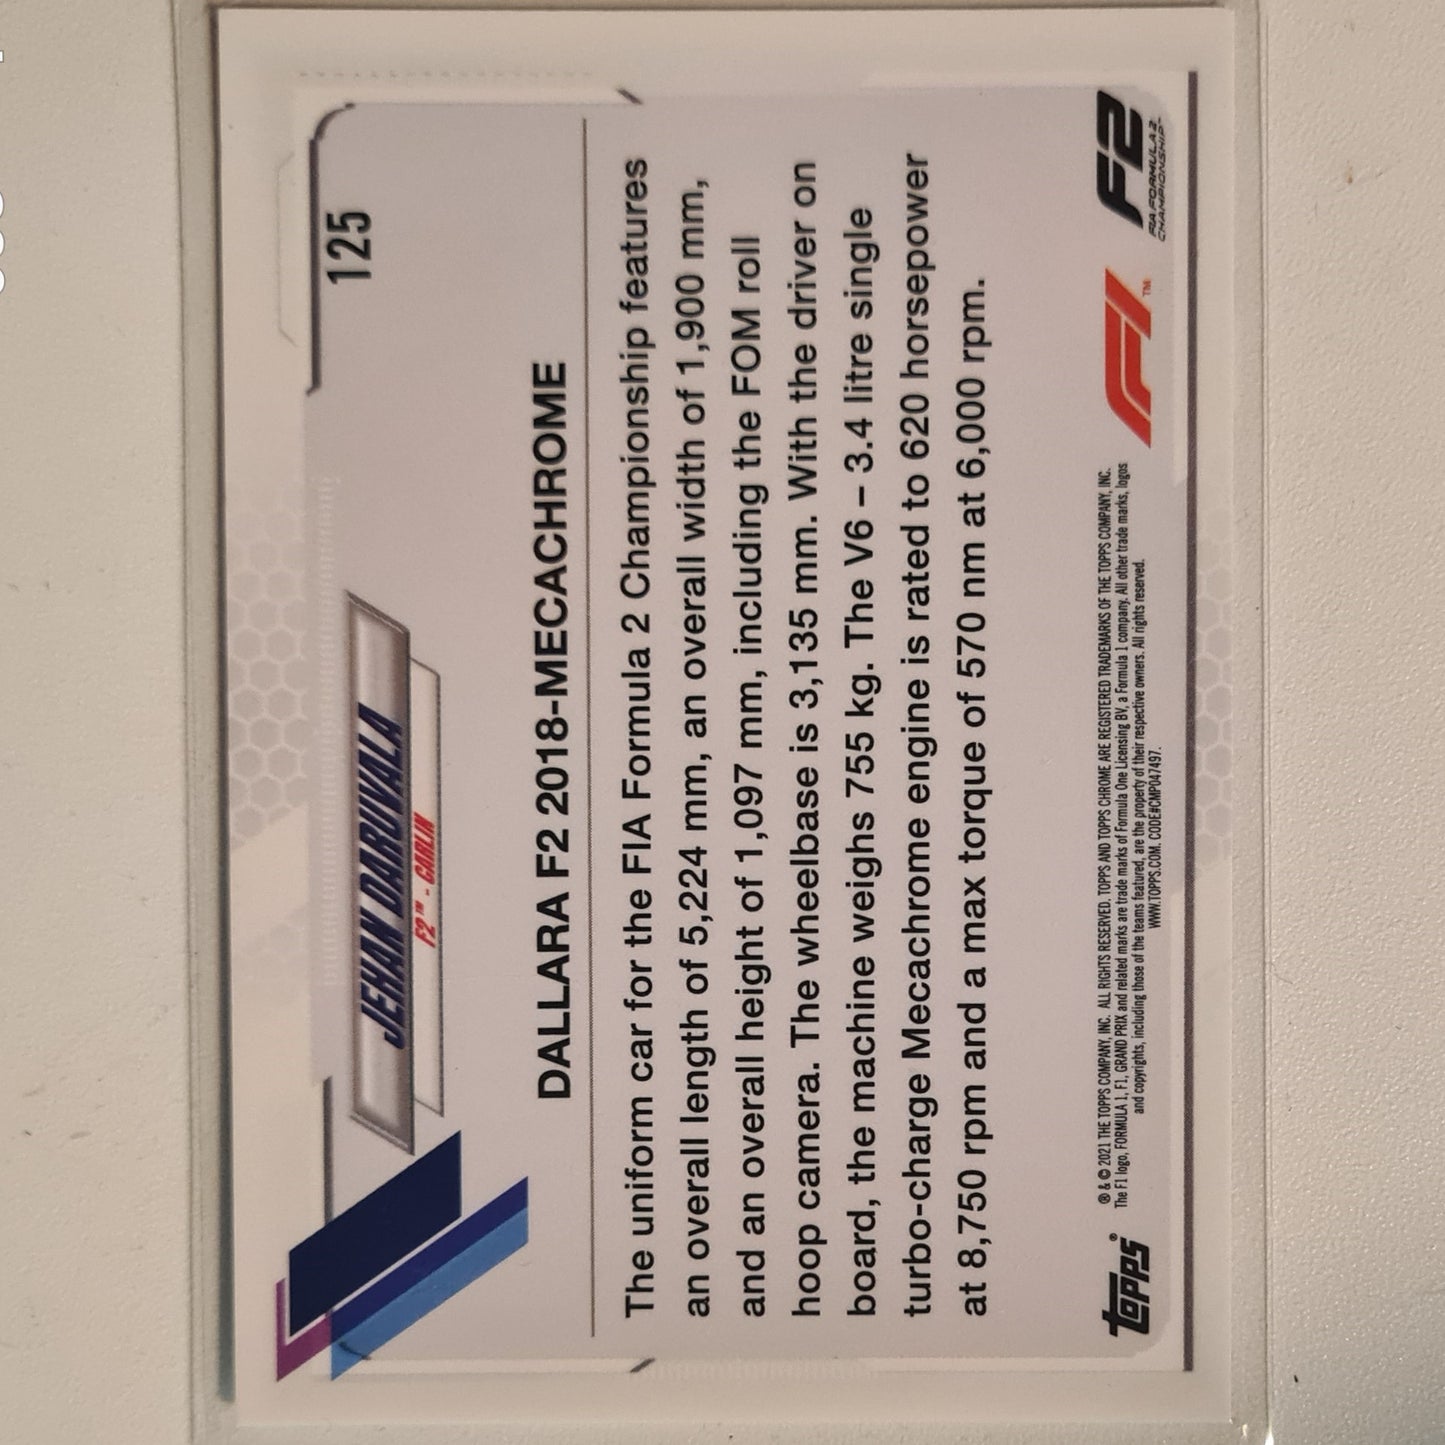 125
JEHAN DARUVALA
F2™ - CARLIN
DALLARA F2 2018-MECACHROME
The uniform car for the FIA Formula 2 Championship features
an overall length of 5,224 mm, an overall width of 1,900 mm,
and an overall height of 1,097 mm, including the FOM roll
hoop camera. The wheelbase is 3,135 mm. With the driver on
board, the machine weighs 755 kg. The V6 – 3.4 litre single
turbo-charge Mecachrome engine is rated to 620 horsepower
at 8,750 rpm and a max torque of 570 nm at 6,000 rpm.
topps®
® & © 2021 THE TOPPS COMPANY, INC. ALL RIGHTS RESERVED. TOPPS AND TOPPS CHROME ARE REGISTERED TRADEMARKS OF THE TOPPS COMPANY, INC.
The F1 logo, FORMULA 1, F1, GRAND PRIX and related marks are trade marks of Formula One Licensing BV, a Formula 1 company. All other trade marks, logos
and copyrights, including those of the teams featured, are the property of their respective owners. All rights reserved.
WWW.TOPPS.COM. CODE#CMP047497.
F1™
F2
FIA FORMULA 2
CHAMPIONSHIP™